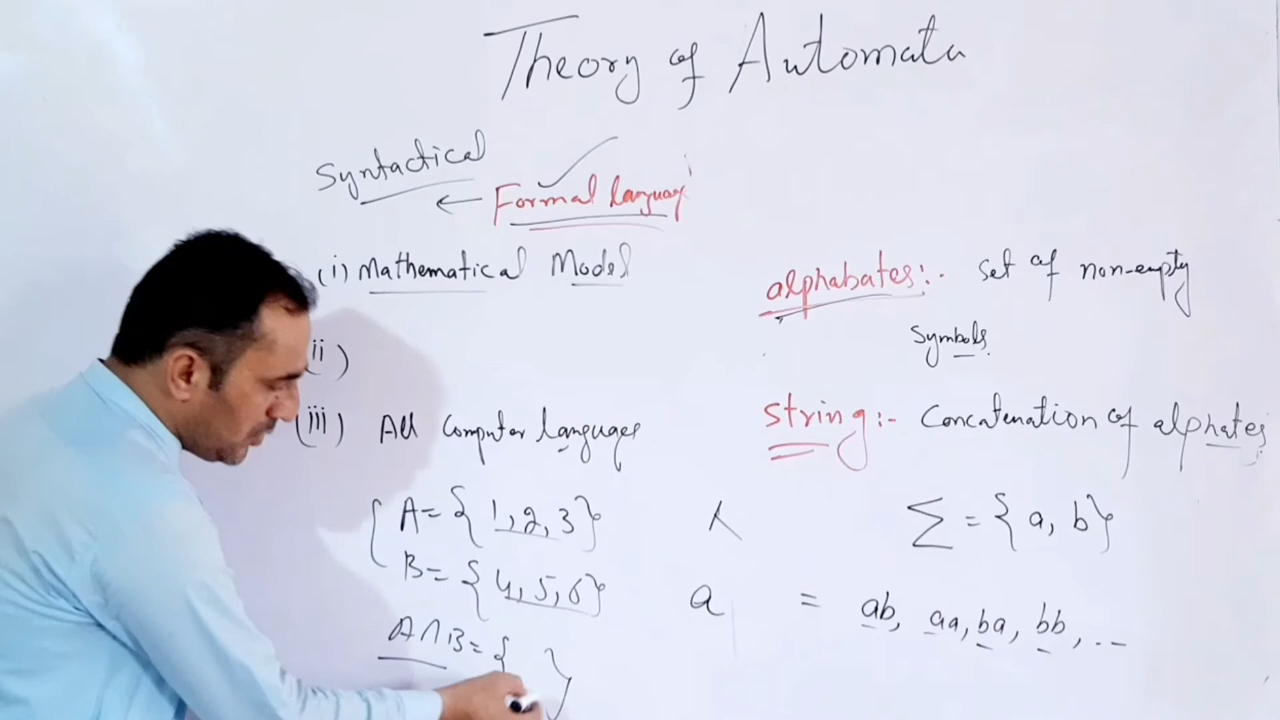 Theory of Automata
Syntactical
← Formal languag
(i) Mathematical Model
(ii)
(iii) All Computer languages
A = { 1, 2, 3 }
B = { 4, 5, 6 }
A ∩ B = { }
alphabates:- Set of non-empty
Symbols.
String:- Concatenation of alphates
Σ = { a, b }
a = ab, aa, ba, bb, ...